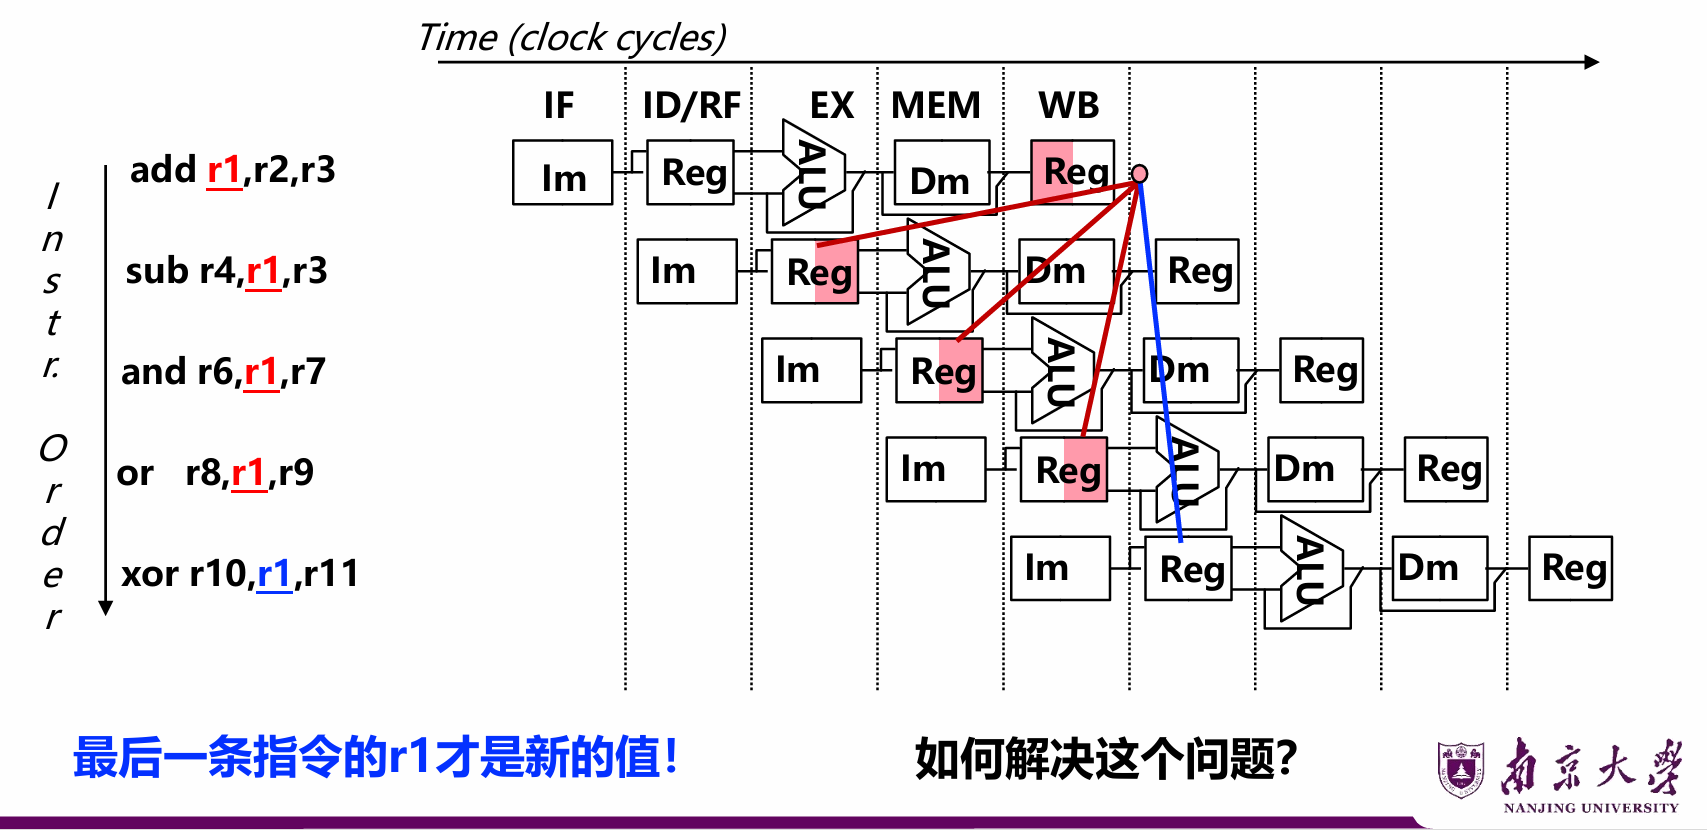 Time (clock cycles)
IF ID/RF EX MEM WB
Instr. Order
add r1,r2,r3
Im Reg ALU Dm Reg
sub r4,r1,r3
Im Reg ALU Dm Reg
and r6,r1,r7
Im Reg ALU Dm Reg
or r8,r1,r9
Im Reg ALU Dm Reg
xor r10,r1,r11
Im Reg ALU Dm Reg
最后一条指令的r1才是新的值！
如何解决这个问题？
南京大学
NANJING UNIVERSITY